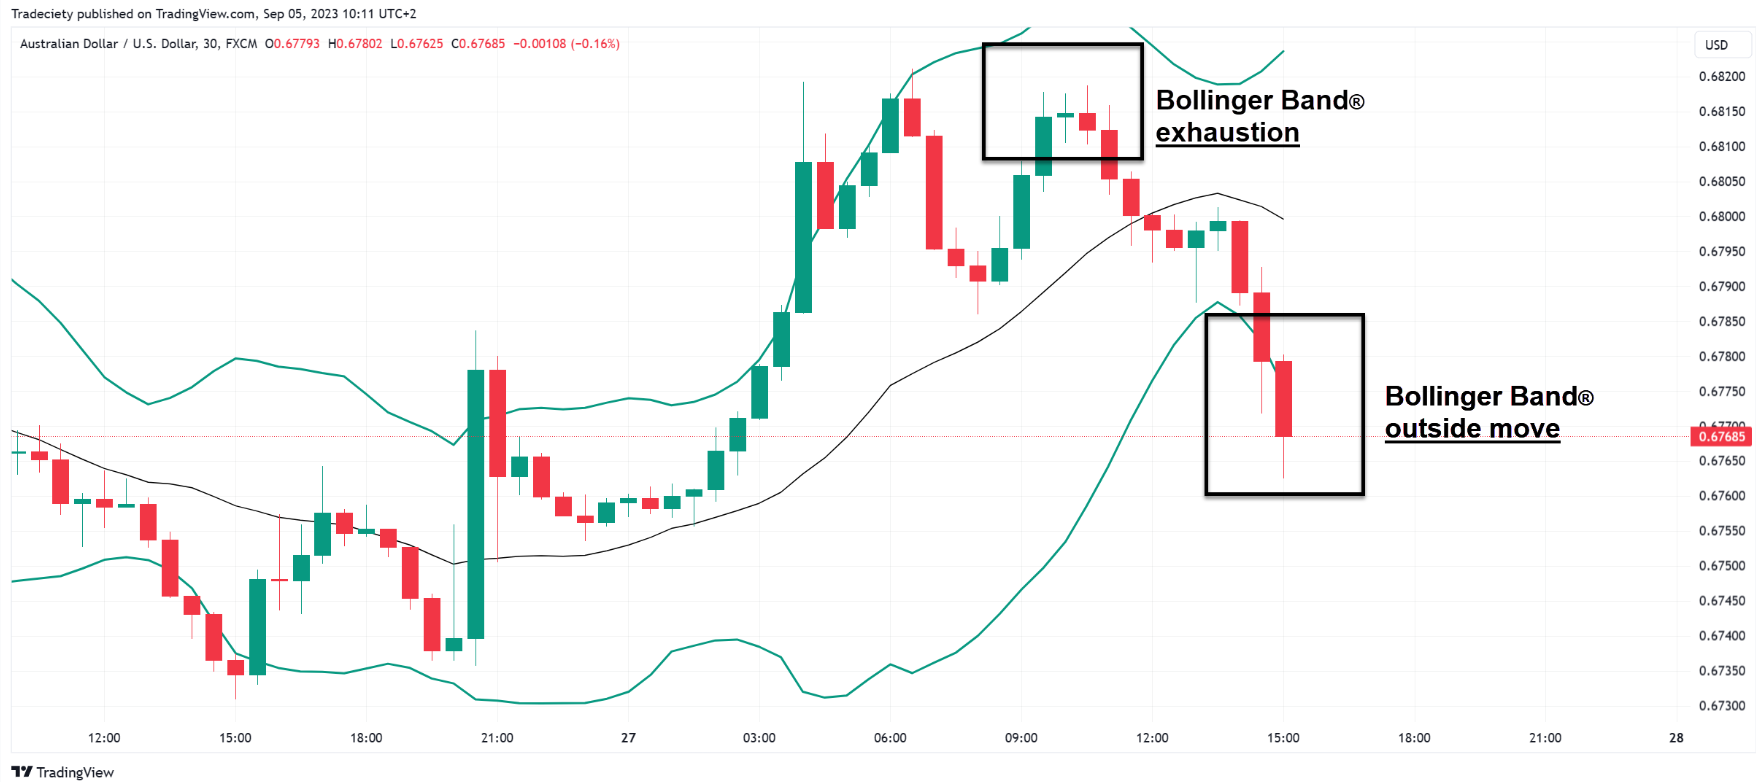 Tradeciety published on TradingView.com, Sep 05, 2023 10:11 UTC+2
Australian Dollar / U.S. Dollar, 30, FXCM O0.67793 H0.67802 L0.67625 C0.67685 −0.00108 (−0.16%)
USD
0.68200
Bollinger Band®
exhaustion
0.68150
0.68100
0.68050
0.68000
0.67950
0.67900
0.67850
0.67800
0.67750
Bollinger Band®
outside move
0.67700
0.67685
0.67650
0.67600
0.67550
0.67500
0.67450
0.67400
0.67350
0.67300
12:00 15:00 18:00 21:00 27 03:00 06:00 09:00 12:00 15:00 18:00 21:00 28
TradingView